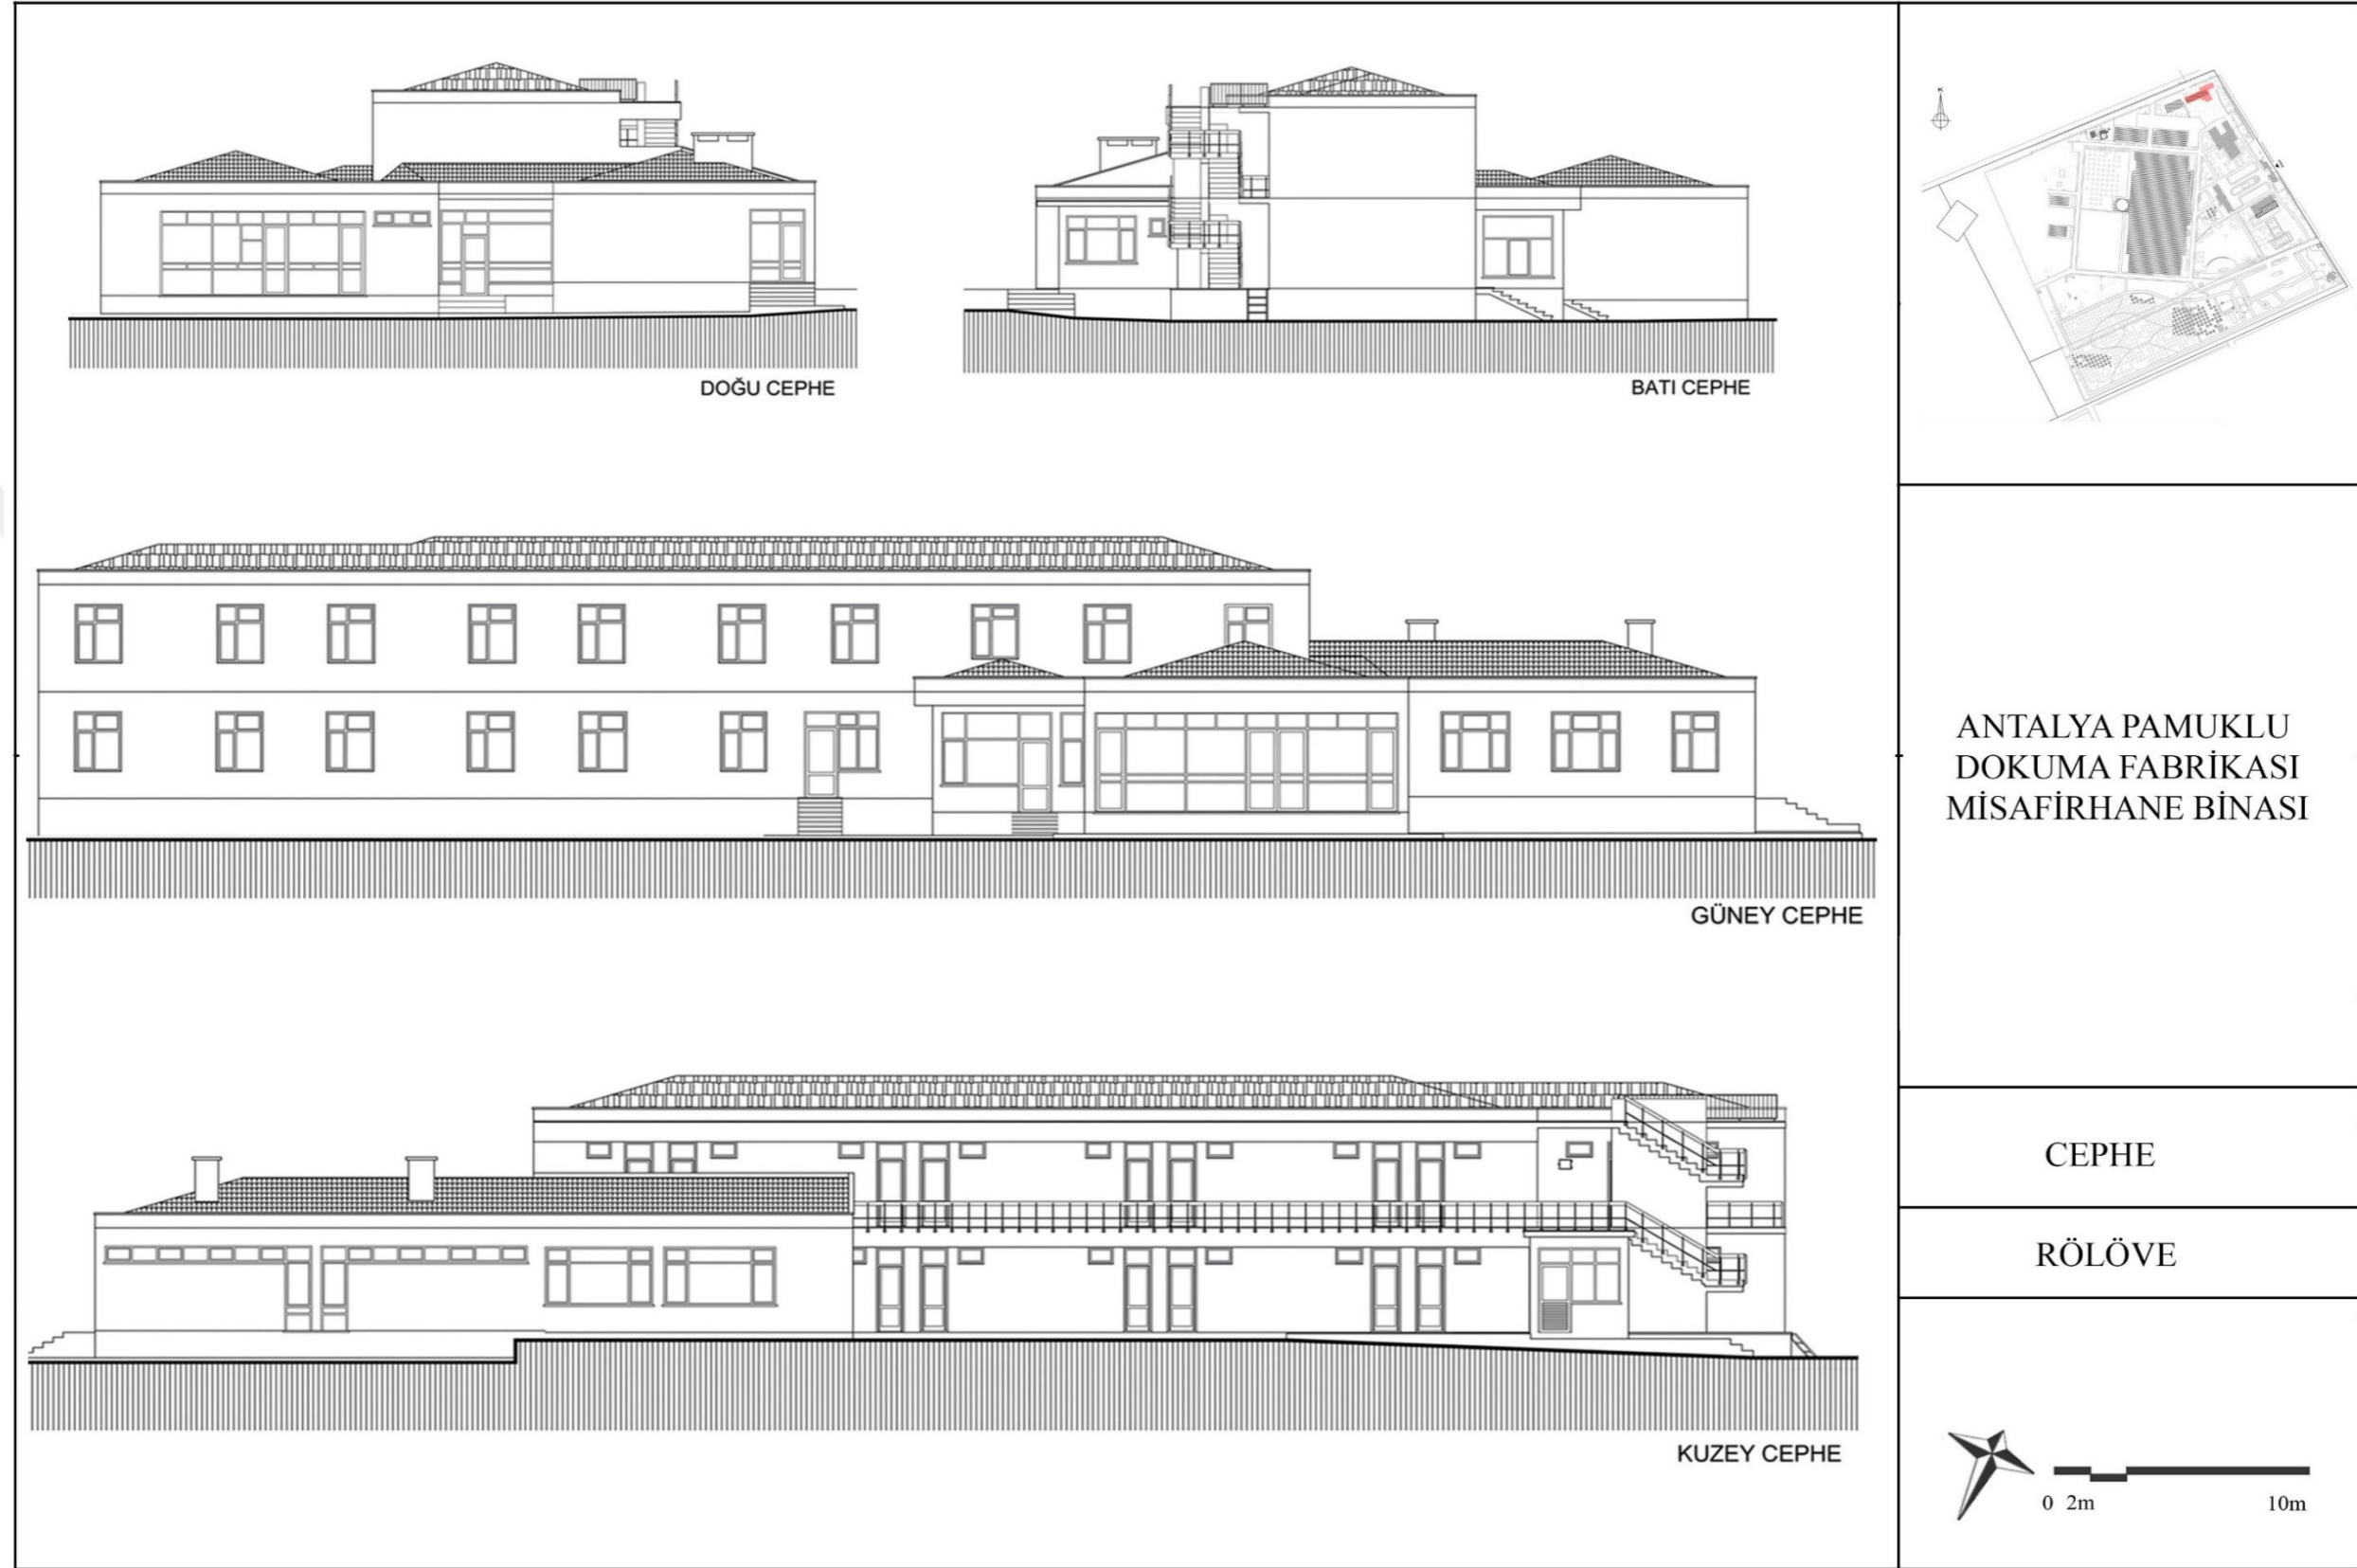 DOĞU CEPHE
BATI CEPHE
GÜNEY CEPHE
KUZEY CEPHE
K
ANTALYA PAMUKLU
DOKUMA FABRİKASI
MİSAFİRHANE BİNASI
CEPHE
RÖLÖVE
0 2m 10m